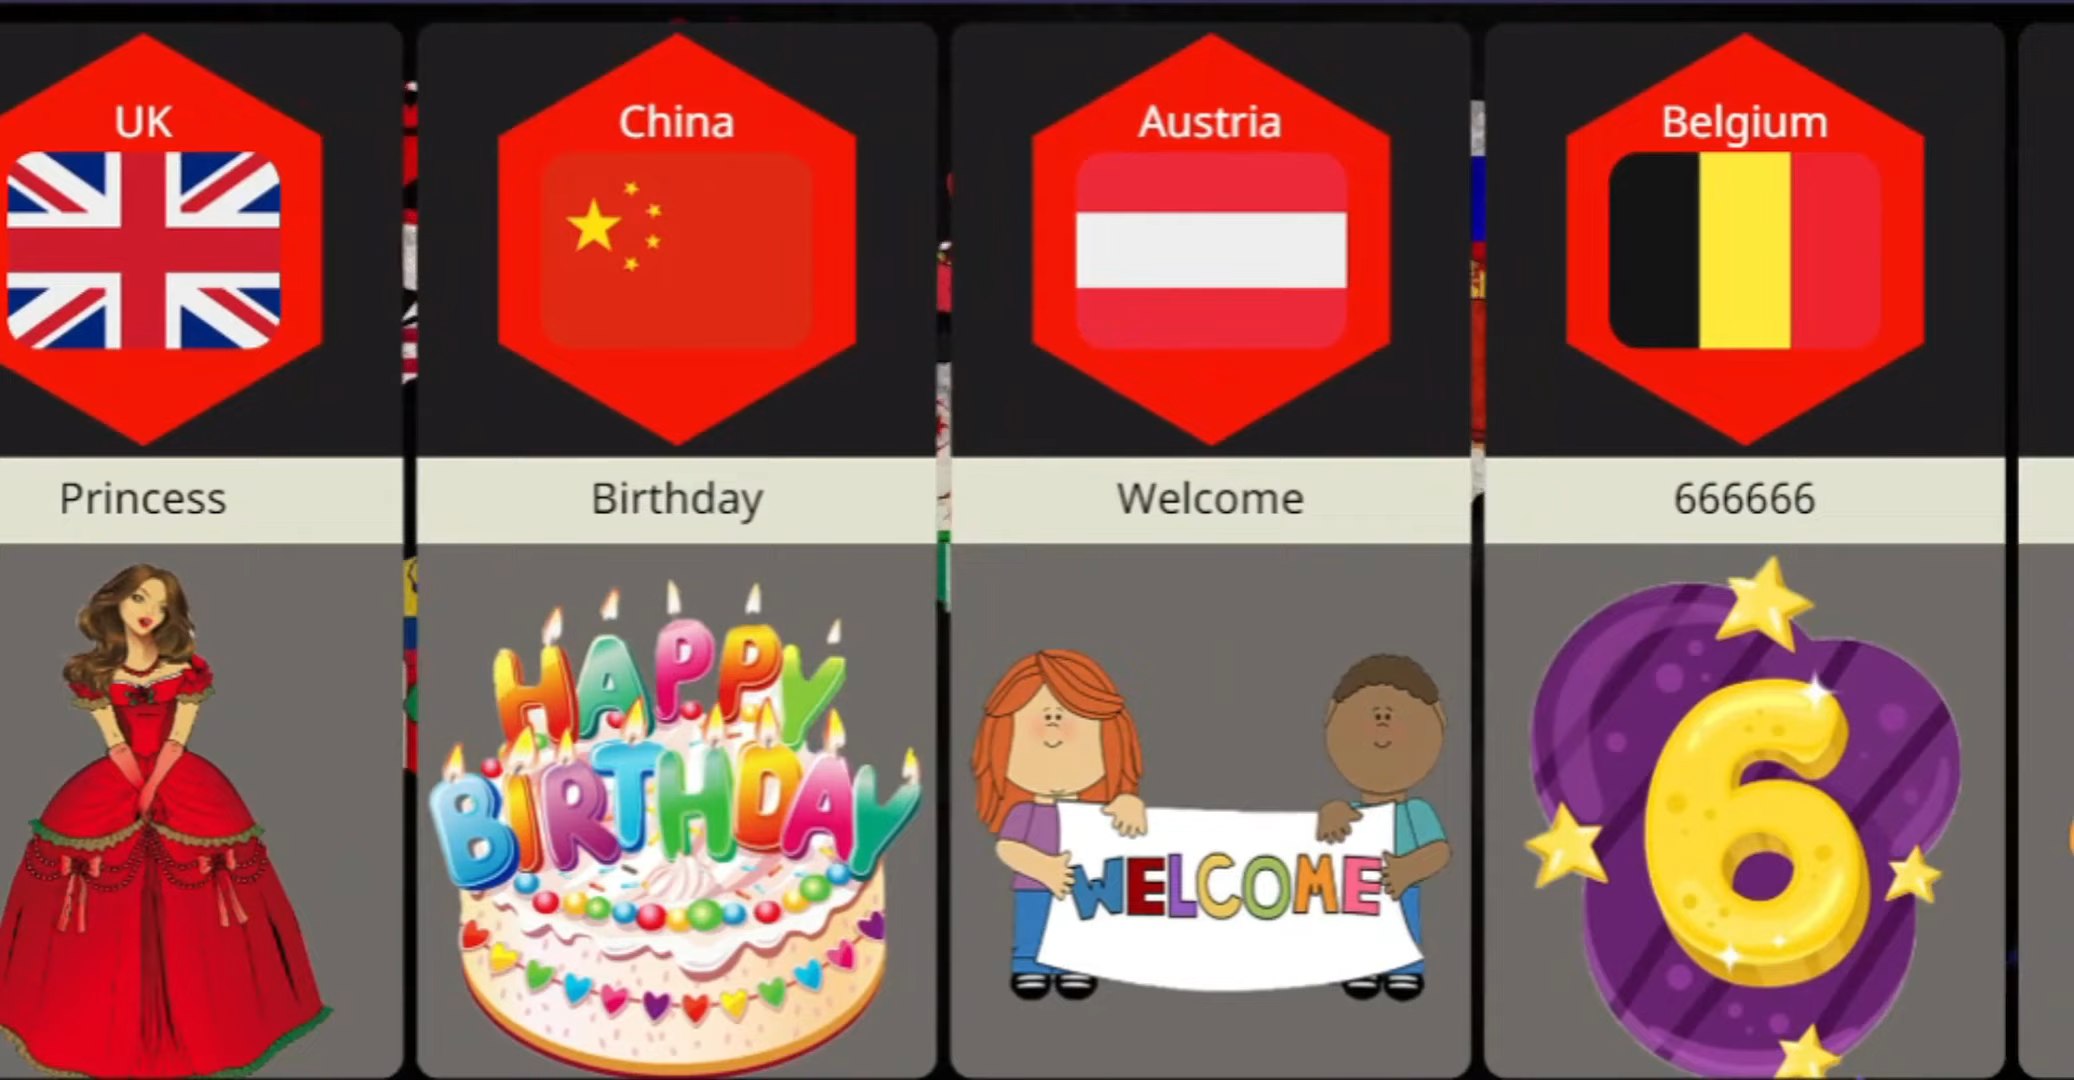 UK
China
Austria
Belgium
Princess
Birthday
Welcome
666666
HAPPY
BIRTHDAY
WELCOME
6